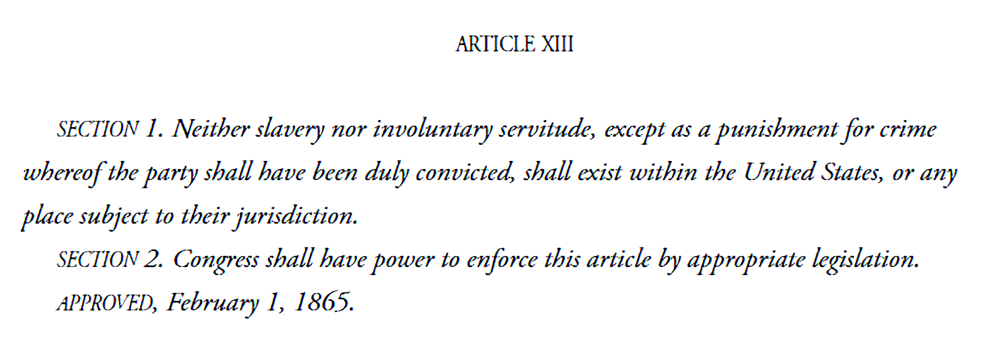 ARTICLE XIII
SECTION 1. Neither slavery nor involuntary servitude, except as a punishment for crime
whereof the party shall have been duly convicted, shall exist within the United States, or any
place subject to their jurisdiction.
SECTION 2. Congress shall have power to enforce this article by appropriate legislation.
APPROVED, February 1, 1865.